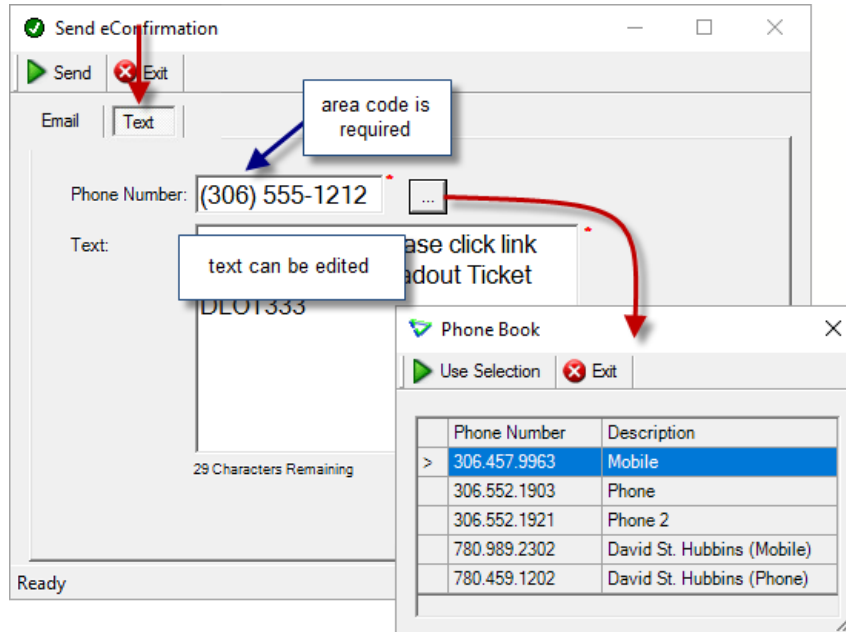 Send eConfirmation
Send Exit
area code is
required
Email Text
Phone Number: (306) 555-1212 * ...
Text: *
text can be edited
ase click link
adout Ticket
DLOT333
29 Characters Remaining
Ready
Phone Book
Use Selection Exit
Phone Number Description
> 306.457.9963 Mobile
306.552.1903 Phone
306.552.1921 Phone 2
780.989.2302 David St. Hubbins (Mobile)
780.459.1202 David St. Hubbins (Phone)